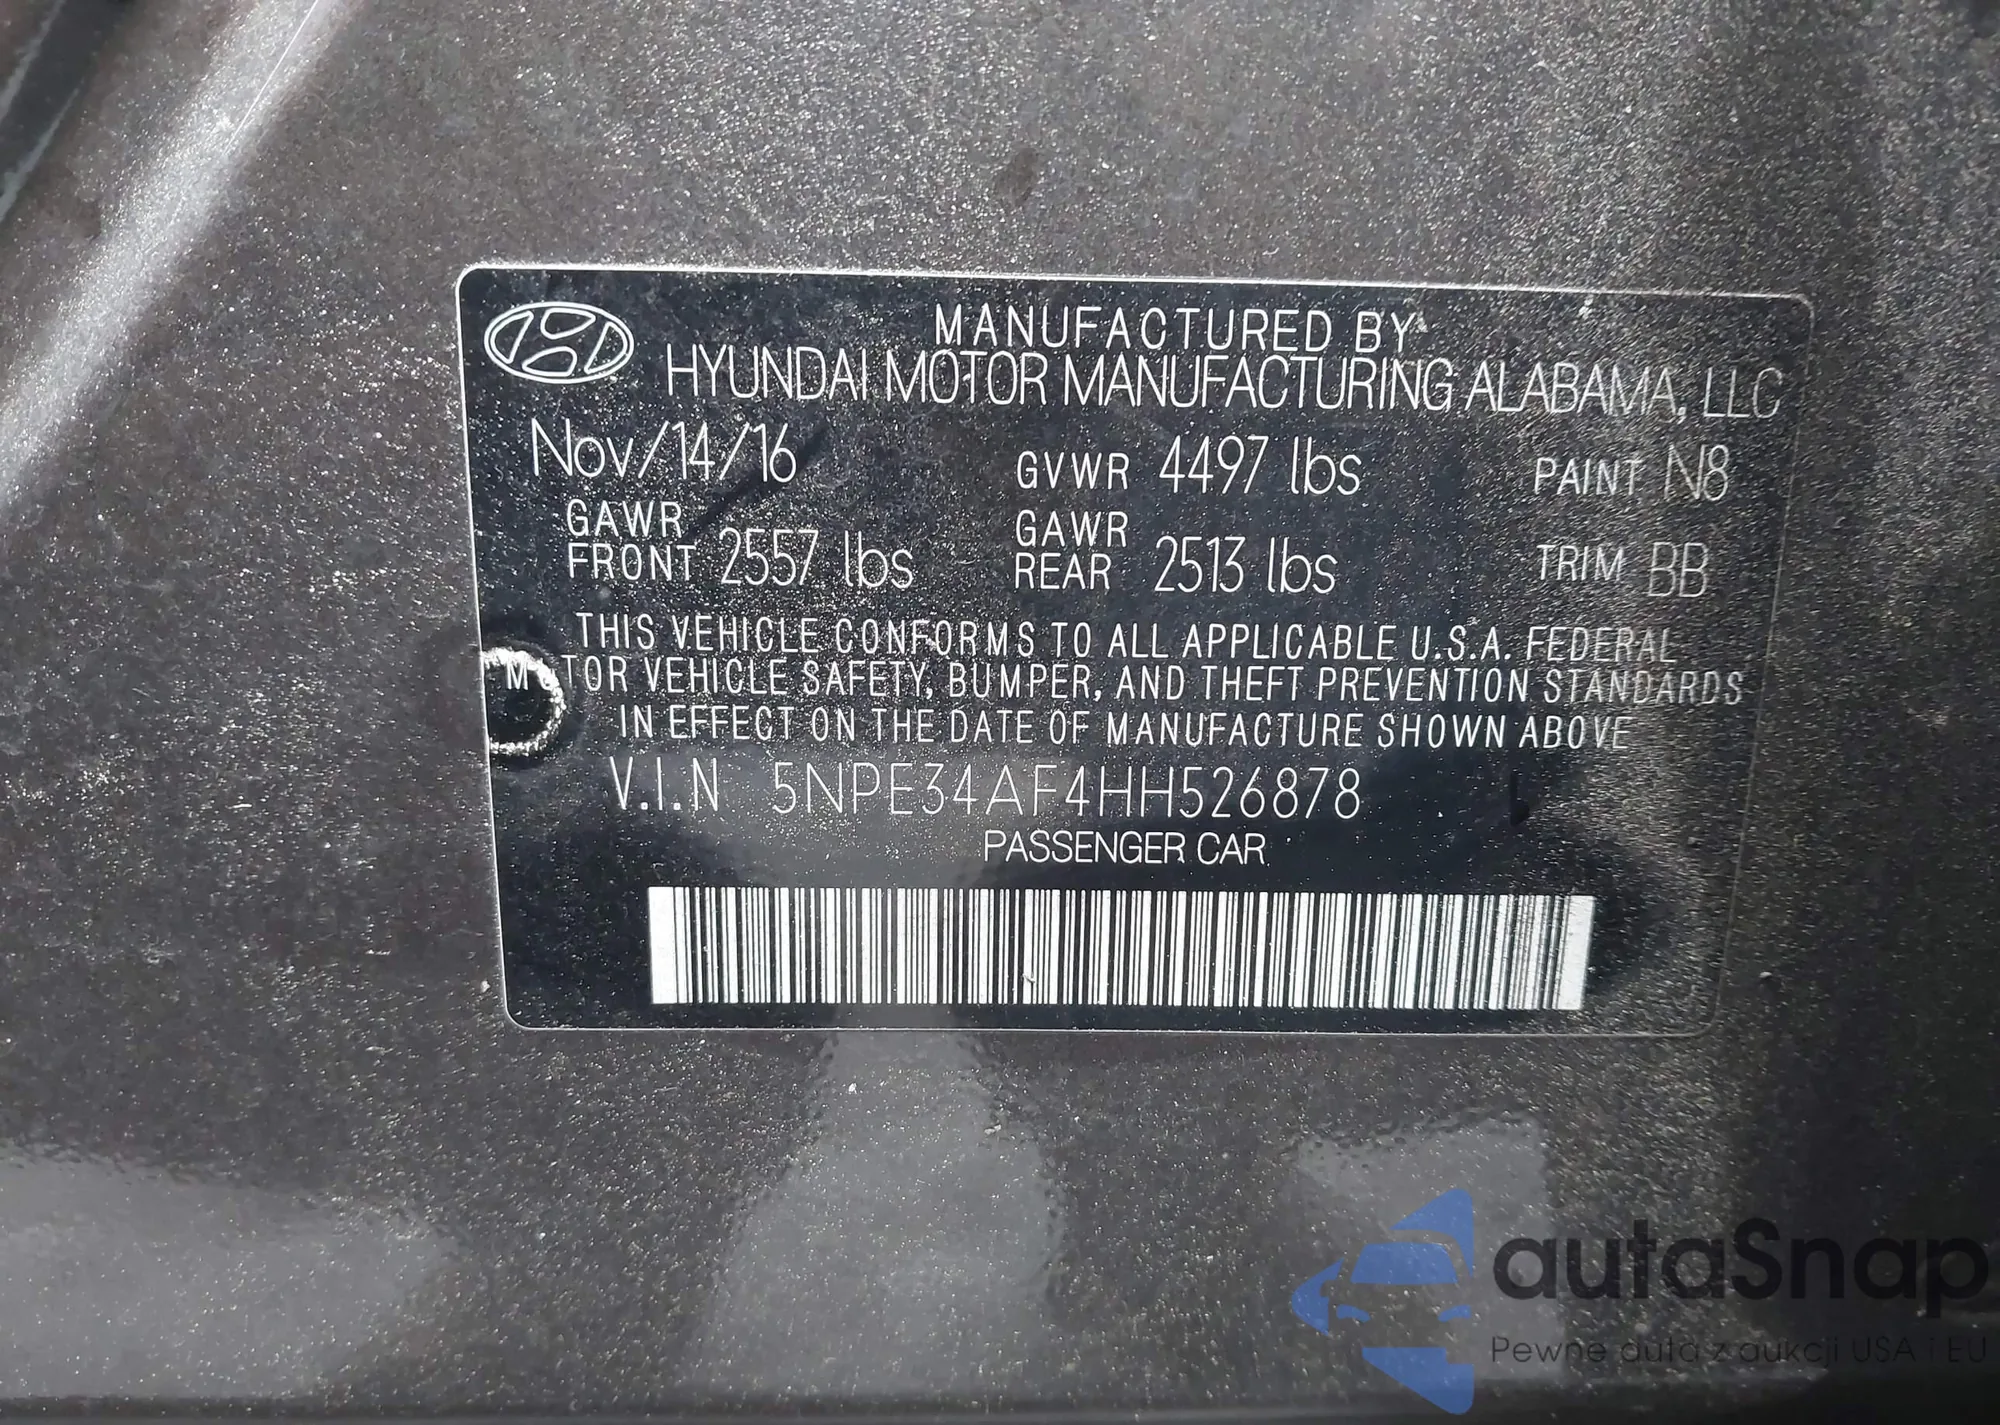 MANUFACTURED BY
HYUNDAI MOTOR MANUFACTURING ALABAMA, LLC
Nov/14/16 GVWR 4497 lbs PAINT N8
GAWR FRONT 2557 lbs GAWR REAR 2513 lbs TRIM BB
THIS VEHICLE CONFORMS TO ALL APPLICABLE U.S.A. FEDERAL
MOTOR VEHICLE SAFETY, BUMPER, AND THEFT PREVENTION STANDARDS
IN EFFECT ON THE DATE OF MANUFACTURE SHOWN ABOVE
V.I.N 5NPE34AF4HH526878
PASSENGER CAR
autaSnap
Pewne auta z aukcji USA i EU